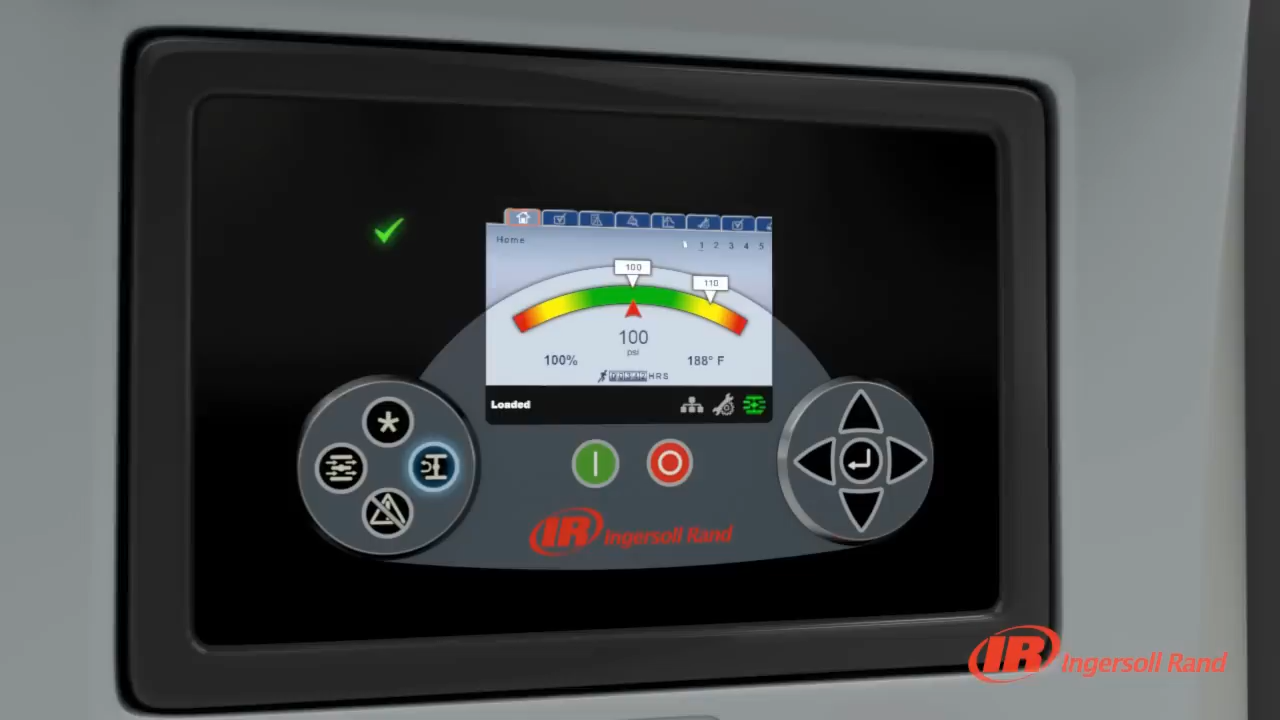 Home
1 2 3 4 5
100
110
100
psi
100%
188° F
HRS
Loaded
IR Ingersoll Rand
IR Ingersoll Rand